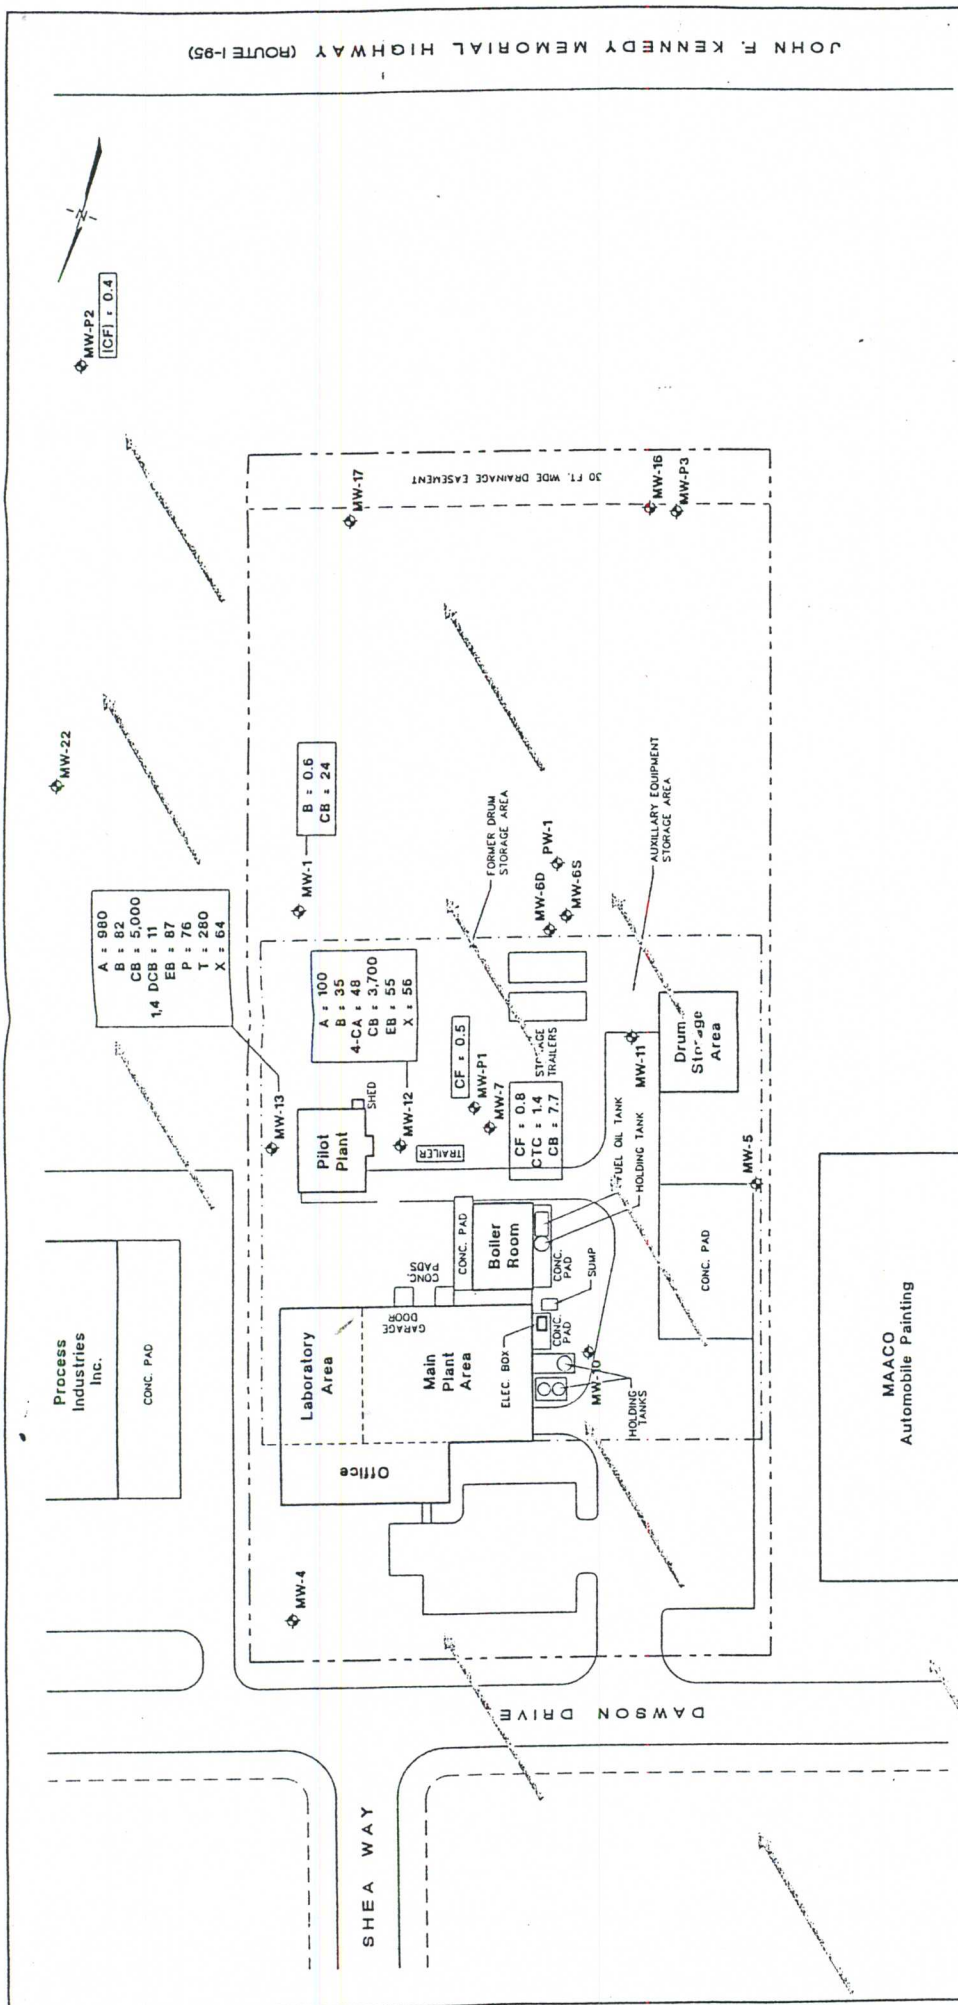 JOHN F. KENNEDY MEMORIAL HIGHWAY (ROUTE I-95)
N
MW-P2
[CF] : 0.4
MW-17
30 FT. WIDE DRAINAGE EASEMENT
MW-16
MW-P3
MW-22
B : 0.6
CB : 24
MW-1
FORMER DRUM
STORAGE AREA
AUXILLARY EQUIPMENT
STORAGE AREA
PW-1
MW-6D
MW-6S
A : 980
B : 82
CB : 5,000
1,4 DCB : 11
EB : 87
P : 76
T : 280
X : 64
A : 100
B : 35
4-CA : 48
CB : 3,700
EB : 55
X : 56
CF : 0.5
STORAGE
TRAILERS
MW-11
Drum
Storage
Area
MW-13
Pilot
Plant
SHED
MW-12
TRAILER
MW-P1
MW-7
CF : 0.8
CTC : 1.4
CB : 7.7
FUEL OIL TANK
HOLDING TANK
MW-5
Process
Industries
Inc.
CONC. PAD
CONC.
PADS
CONC. PAD
Boiler
Room
CONC.
PAD
SUMP
CONC. PAD
Laboratory
Area
GARAGE
DOOR
Main
Plant
Area
ELEC. BOX
CONC.
PAD
MW-10
HOLDING
TANKS
Office
MAACO
Automobile Painting
MW-4
DAWSON DRIVE
SHEA WAY